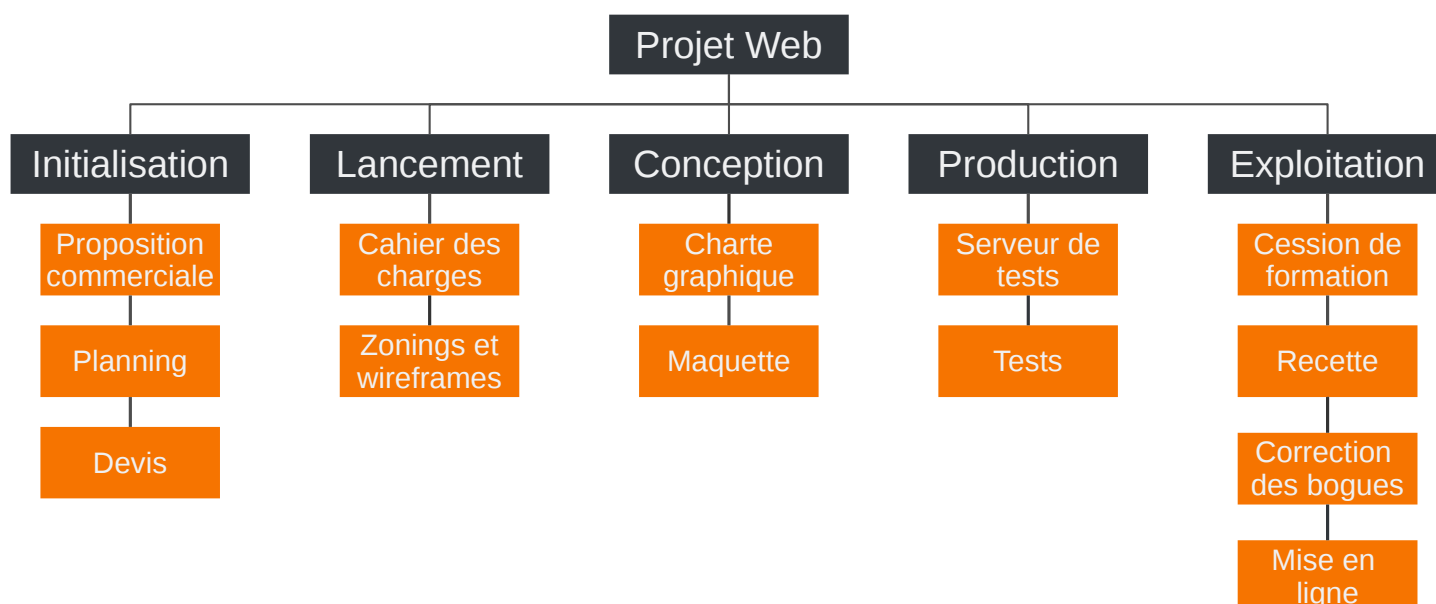 Projet Web
Initialisation
Lancement
Conception
Production
Exploitation
Proposition
commerciale
Cahier des
charges
Charte
graphique
Serveur de
tests
Cession de
formation
Planning
Zonings et
wireframes
Maquette
Tests
Recette
Devis
Correction
des bogues
Mise en
ligne